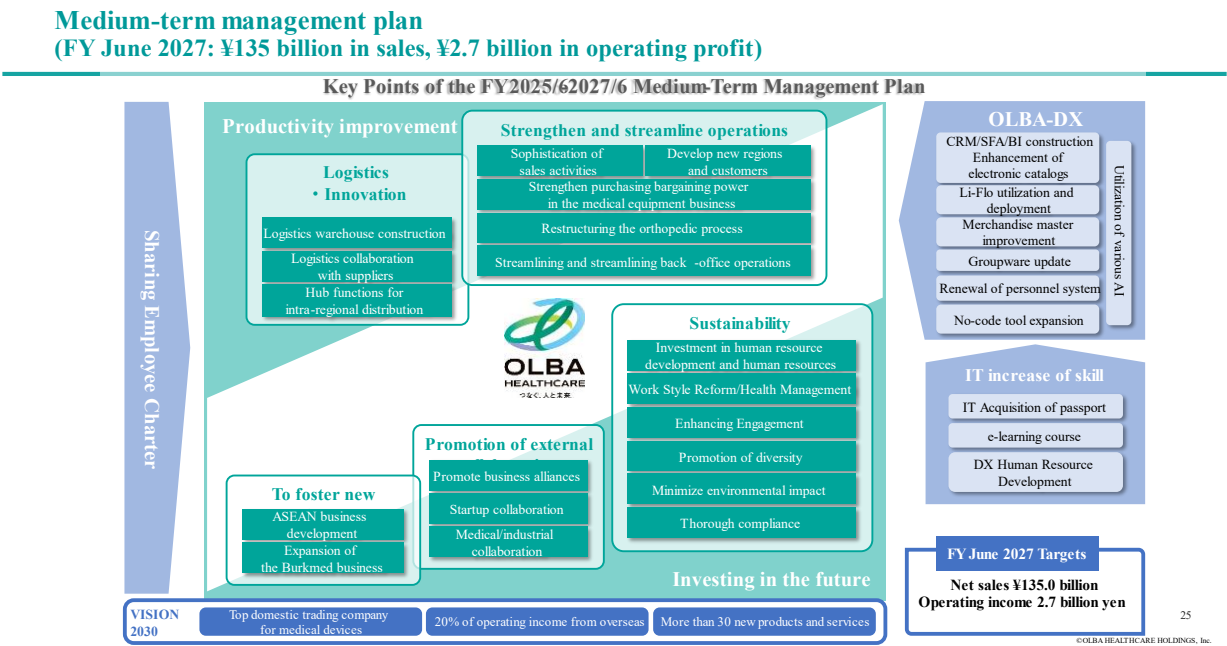 Medium-term management plan
(FY June 2027: ¥135 billion in sales, ¥2.7 billion in operating profit)
Key Points of the FY2025/6-2027/6 Medium-Term Management Plan
Sharing Employee Charter
Productivity improvement
Logistics
・Innovation
Logistics warehouse construction
Logistics collaboration
with suppliers
Hub functions for
intra-regional distribution
Strengthen and streamline operations
Sophistication of
sales activities
Develop new regions
and customers
Strengthen purchasing bargaining power
in the medical equipment business
Restructuring the orthopedic process
Streamlining and streamlining back -office operations
OLBA
HEALTHCARE
つなぐ、人と未来
Sustainability
Investment in human resource
development and human resources
Work Style Reform/Health Management
Enhancing Engagement
Promotion of diversity
Minimize environmental impact
Thorough compliance
Promotion of external
Promote business alliances
Startup collaboration
Medical/industrial
collaboration
To foster new
ASEAN business
development
Expansion of
the Burkmed business
Investing in the future
OLBA-DX
CRM/SFA/BI construction
Enhancement of
electronic catalogs
Li-Flo utilization and
deployment
Merchandise master
improvement
Groupware update
Renewal of personnel system
No-code tool expansion
Utilization of various AI
IT increase of skill
IT Acquisition of passport
e-learning course
DX Human Resource
Development
FY June 2027 Targets
Net sales ¥135.0 billion
Operating income 2.7 billion yen
VISION
2030
Top domestic trading company
for medical devices
20% of operating income from overseas
More than 30 new products and services
25
©OLBA HEALTHCARE HOLDINGS, Inc.